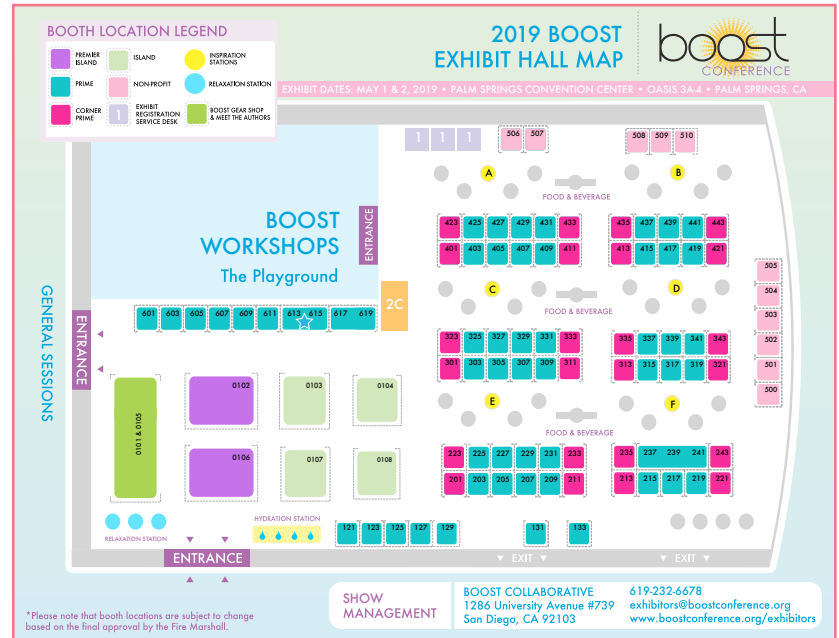 BOOTH LOCATION LEGEND
PREMIER
ISLAND
ISLAND
INSPIRATION
STATIONS
PRIME
NON-PROFIT
RELAXATION STATION
CORNER
PRIME
1
EXHIBIT
REGISTRATION
SERVICE DESK
BOOST GEAR SHOP
& MEET THE AUTHORS
2019 BOOST
EXHIBIT HALL MAP
boost
CONFERENCE
EXHIBIT DATES: MAY 1 & 2, 2019 • PALM SPRINGS CONVENTION CENTER • OASIS 3A-4 • PALM SPRINGS, CA
1 1 1
506 507
508 509 510
A
B
FOOD & BEVERAGE
BOOST
WORKSHOPS
The Playground
ENTRANCE
423 425 427 429 431 433
435 437 439 441 443
401 403 405 407 409 411
413 415 417 419 421
505
504
503
502
501
500
C
D
FOOD & BEVERAGE
2C
GENERAL SESSIONS
ENTRANCE
601 603 605 607 609 611 613 615 617 619
323 325 327 329 331 333
335 337 339 341 343
301 303 305 307 309 311
313 315 317 319 321
0101 & 0105
0102
0103
0104
E
F
FOOD & BEVERAGE
0106
0107
0108
223 225 227 229 231 233
235 237 239 241 243
201 203 205 207 209 211
213 215 217 219 221
RELAXATION STATION
HYDRATION STATION
121 123 125 127 129
131
133
ENTRANCE
EXIT
EXIT
*Please note that booth locations are subject to change
based on the final approval by the Fire Marshall.
SHOW
MANAGEMENT
BOOST COLLABORATIVE
1286 University Avenue #739
San Diego, CA 92103
619-232-6678
exhibitors@boostconference.org
www.boostconference.org/exhibitors